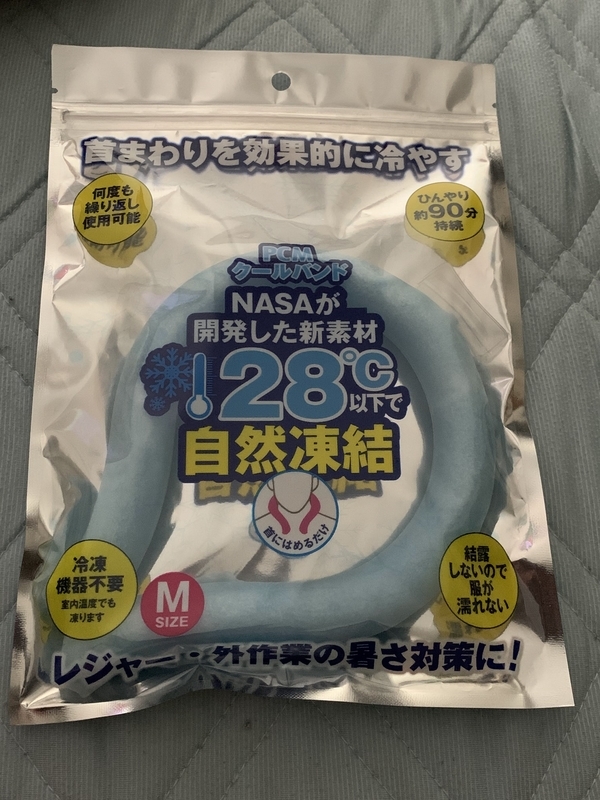 首まわりを効果的に冷やす
何度も
繰り返し
使用可能
ひんやり
約90分
持続
PCM
クールバンド
NASAが
開発した新素材
28℃以下で
自然凍結
首にはめるだけ
冷凍
機器不要
室内温度でも
凍ります
M
SIZE
結露
しないので
服が
濡れない
レジャー・外作業の暑さ対策に!